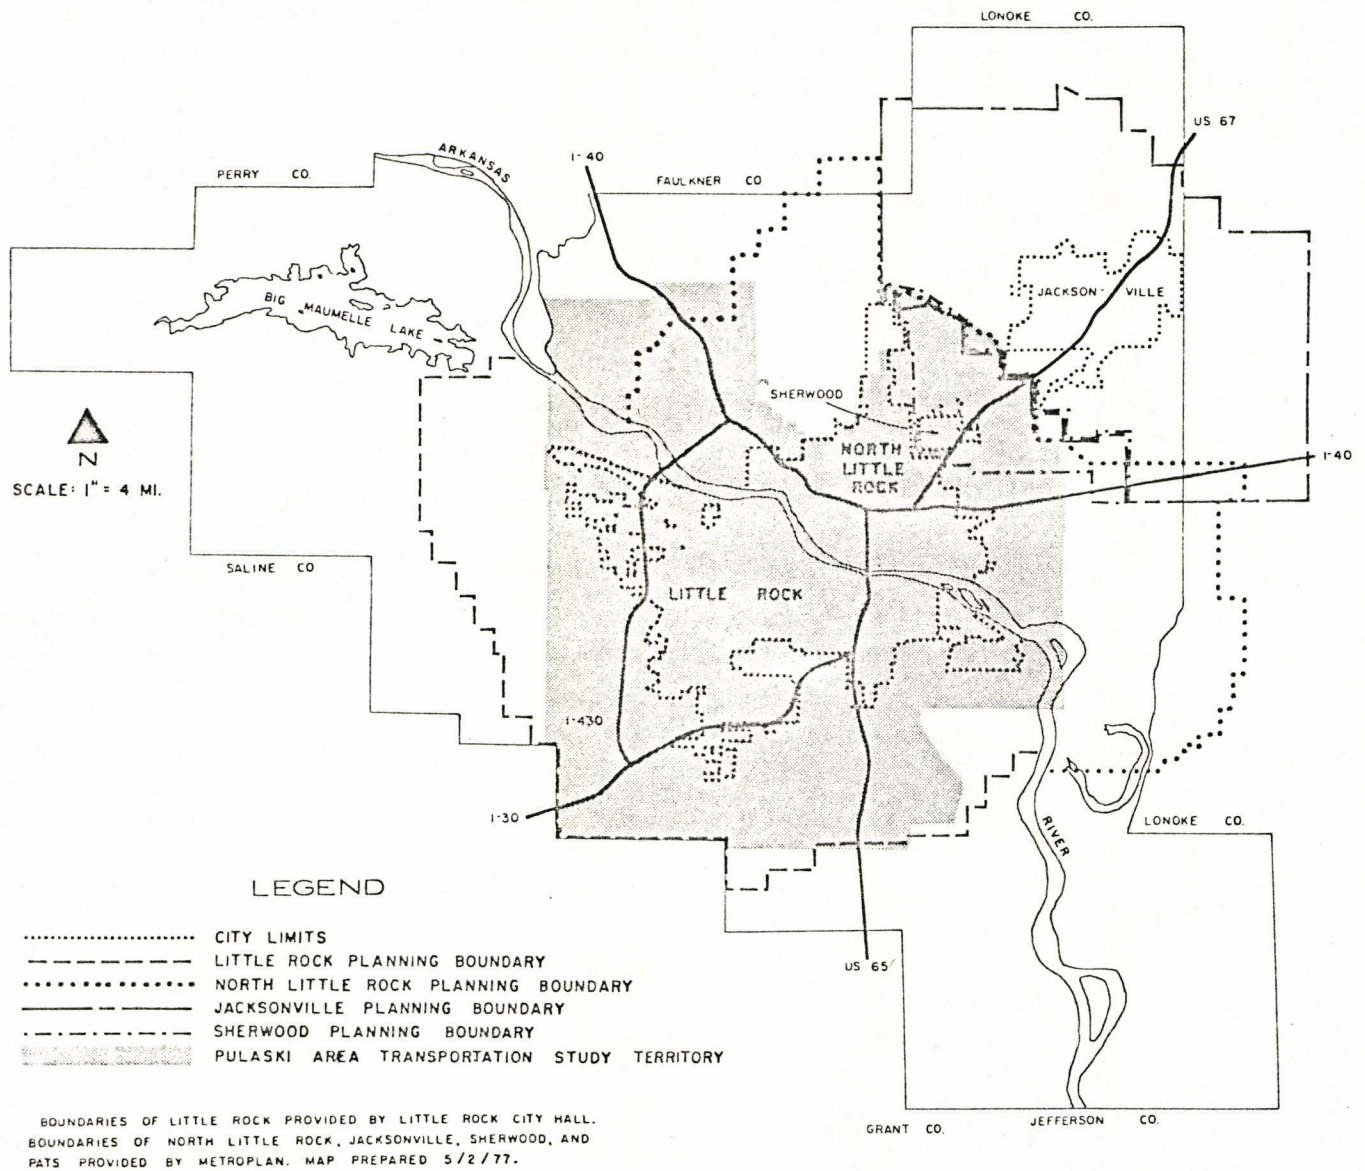 LONOKE CO.
US 67
ARKANSAS
I-40
PERRY CO.
FAULKNER CO
JACKSON- VILLE
BIG MAUMELLE LAKE
SHERWOOD
N
NORTH
LITTLE
ROCK
I-40
SCALE: 1" = 4 MI.
SALINE CO
LITTLE ROCK
I-430
I-30
RIVER
LONOKE CO.
LEGEND
CITY LIMITS
LITTLE ROCK PLANNING BOUNDARY
US 65
NORTH LITTLE ROCK PLANNING BOUNDARY
JACKSONVILLE PLANNING BOUNDARY
SHERWOOD PLANNING BOUNDARY
PULASKI AREA TRANSPORTATION STUDY TERRITORY
GRANT CO.
JEFFERSON CO.
BOUNDARIES OF LITTLE ROCK PROVIDED BY LITTLE ROCK CITY HALL.
BOUNDARIES OF NORTH LITTLE ROCK, JACKSONVILLE, SHERWOOD, AND
PATS PROVIDED BY METROPLAN. MAP PREPARED 5/2/77.